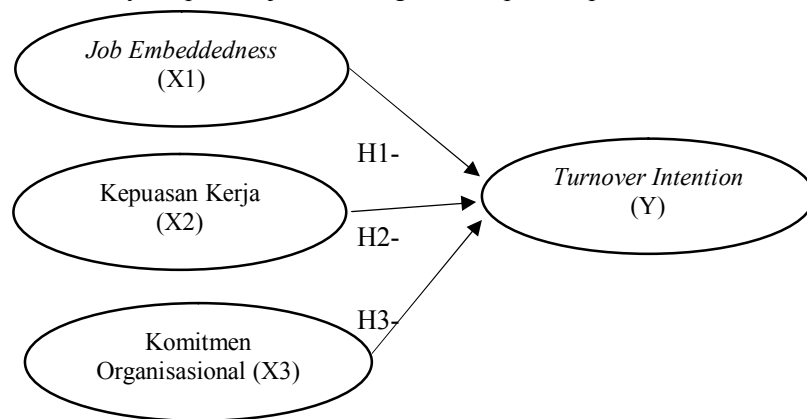 Job Embeddedness
(X1)
H1-
Kepuasan Kerja
(X2)
H2-
Turnover Intention
(Y)
H3-
Komitmen
Organisasional (X3)